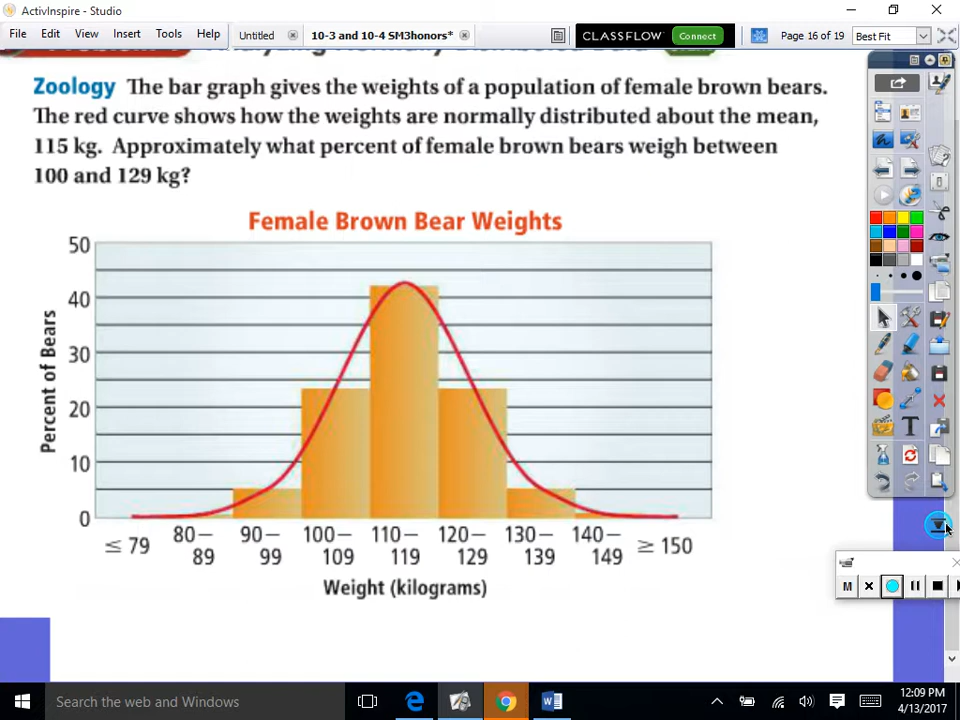 ActivInspire - Studio
File Edit View Insert Tools Help Untitled 10-3 and 10-4 SM3honors* CLASSFLOW Connect Page 16 of 19 Best Fit
Zoology The bar graph gives the weights of a population of female brown bears.
The red curve shows how the weights are normally distributed about the mean,
115 kg. Approximately what percent of female brown bears weigh between
100 and 129 kg?
Female Brown Bear Weights
50
40
30
20
10
0
Percent of Bears
≤ 79
80–
89
90–
99
100–
109
110–
119
120–
129
130–
139
140–
149
≥ 150
Weight (kilograms)
M
Search the web and Windows
12:09 PM
4/13/2017